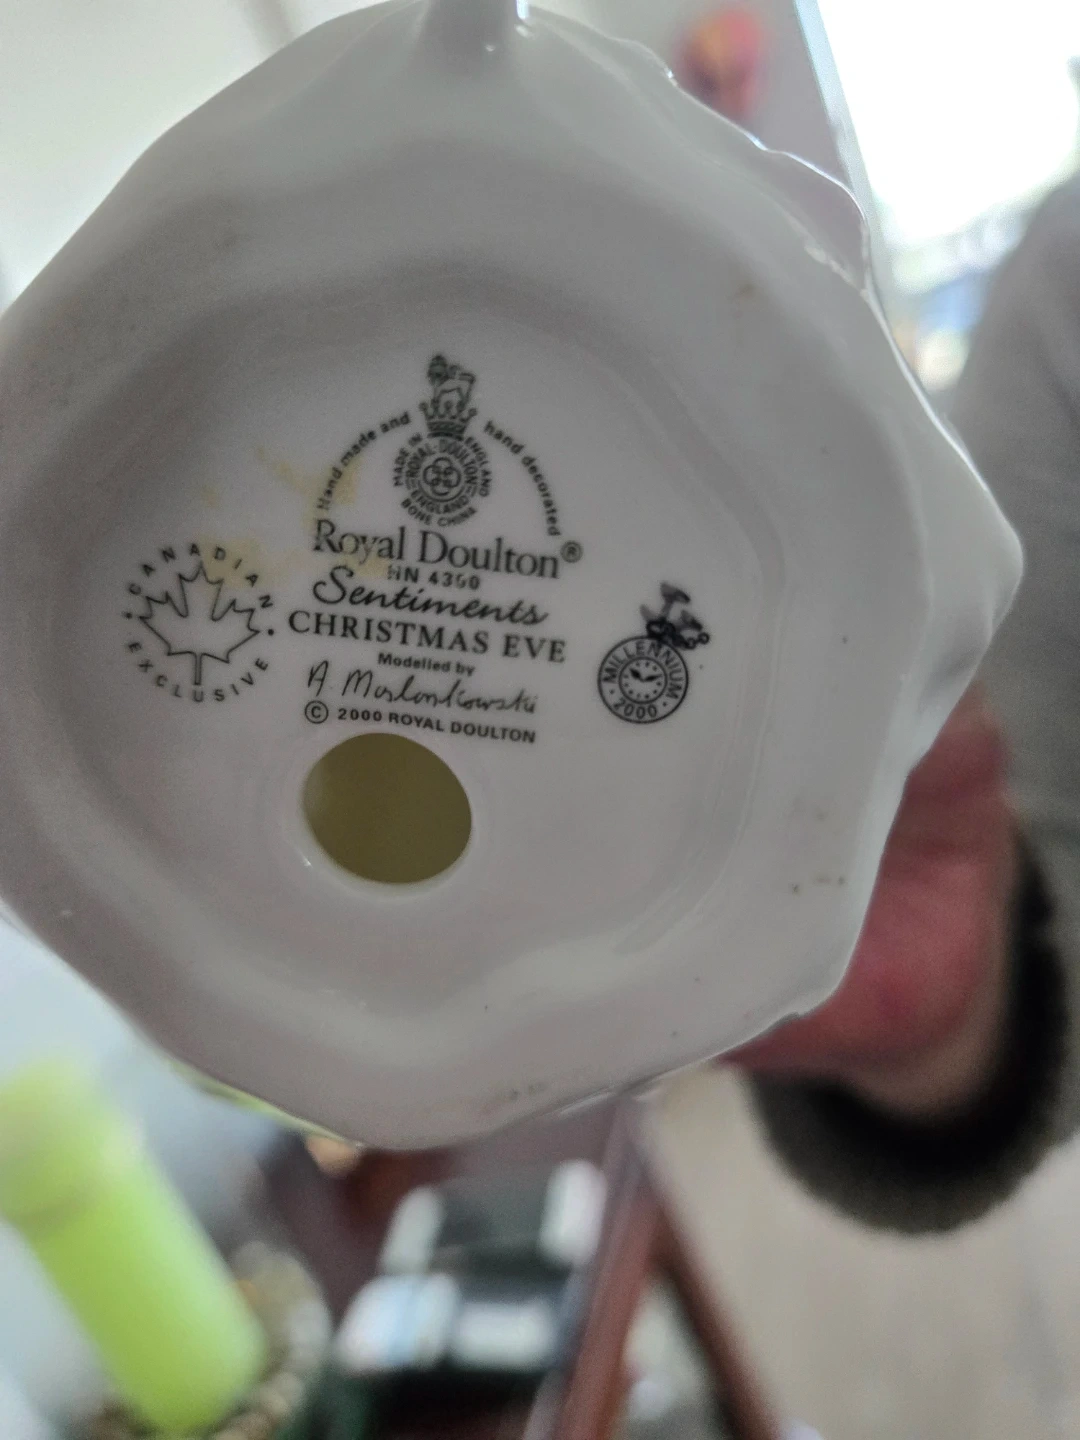 Hand made and hand decorated
MADE IN ENGLAND
ROYAL DOULTON
ENGLAND
BONE CHINA
Royal Doulton®
HN 4350
Sentiments
CHRISTMAS EVE
Modelled by
A Maslankowski
© 2000 ROYAL DOULTON
CANADIAN
EXCLUSIVE
MILLENNIUM
2000